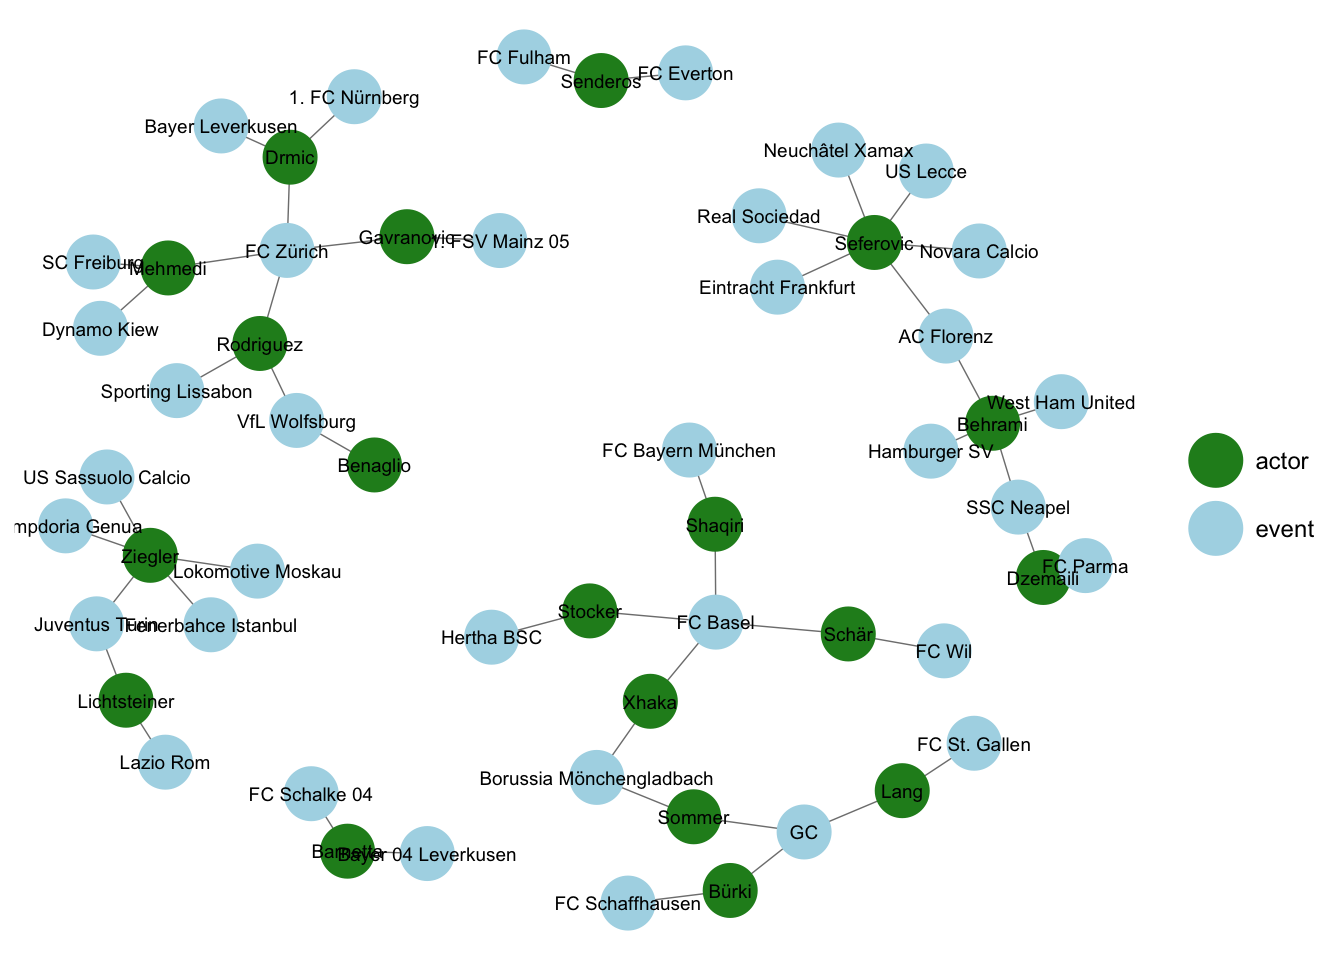 FC Fulham
Senderos
FC Everton
1. FC Nürnberg
Bayer Leverkusen
Drmic
Neuchâtel Xamax
US Lecce
Real Sociedad
Seferovic
Novara Calcio
Eintracht Frankfurt
Gavranovic
1. FSV Mainz 05
FC Zürich
SC Freiburg
Mehmedi
Dynamo Kiew
Rodriguez
AC Florenz
Sporting Lissabon
VfL Wolfsburg
Benaglio
West Ham United
Behrami
Hamburger SV
FC Bayern München
US Sassuolo Calcio
mpdoria Genua
Ziegler
Lokomotive Moskau
Shaqiri
SSC Neapel
FC Parma
Dzemaili
actor
event
Juventus Turin
Fenerbahce Istanbul
Stocker
FC Basel
Schär
Hertha BSC
FC Wil
Lichtsteiner
Xhaka
Lazio Rom
FC St. Gallen
Borussia Mönchengladbach
Lang
FC Schalke 04
Sommer
GC
Barnetta
Bayer 04 Leverkusen
Bürki
FC Schaffhausen